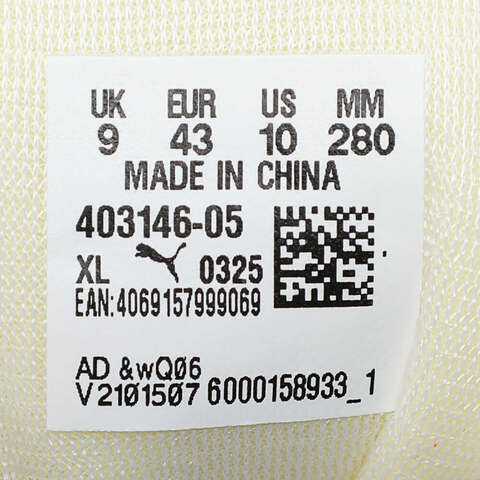 UK EUR US MM
9 43 10 280
MADE IN CHINA
403146-05
XL 0325
EAN:4069157999069
AD &wQ06
V2101507 6000158933_1